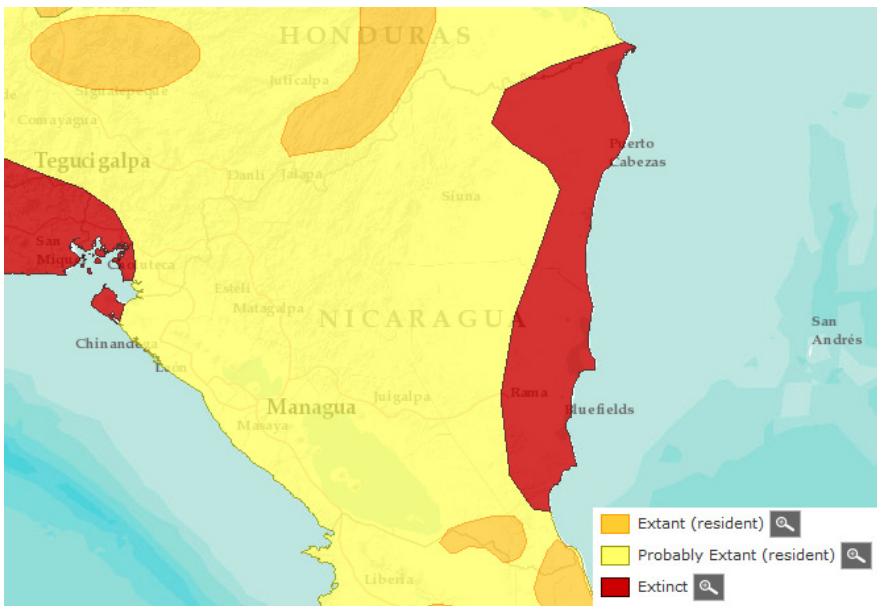 HONDURAS
Juticalpa
Siguatepeque
Comayagua
Tegucigalpa
Danlí
Jalapa
Puerto
Cabezas
Siuna
San
Migu
Choluteca
Estelí
Matagalpa
NICARAGUA
San
Andrés
Chinandega
León
Juigalpa
Rama
Managua
Bluefields
Masaya
Liberia
Extant (resident)
Probably Extant (resident)
Extinct